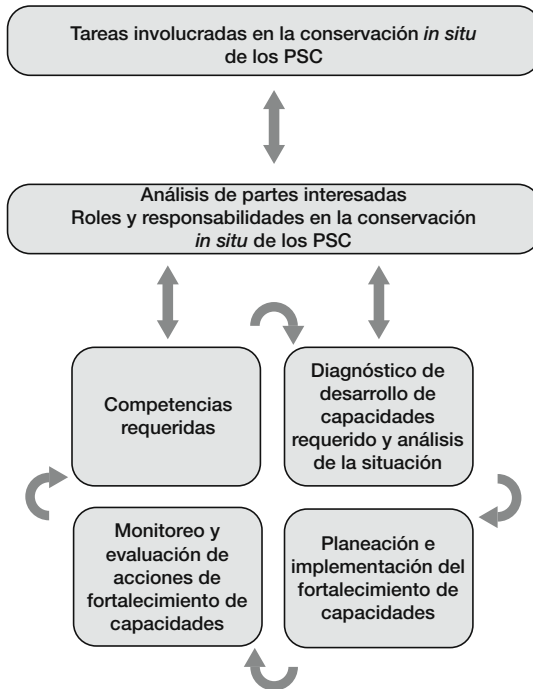 Tareas involucradas en la conservación in situ
de los PSC
Análisis de partes interesadas
Roles y responsabilidades en la conservación
in situ de los PSC
Competencias
requeridas
Diagnóstico de
desarrollo de
capacidades
requerido y análisis
de la situación
Monitoreo y
evaluación de
acciones de
fortalecimiento de
capacidades
Planeación e
implementación del
fortalecimiento de
capacidades